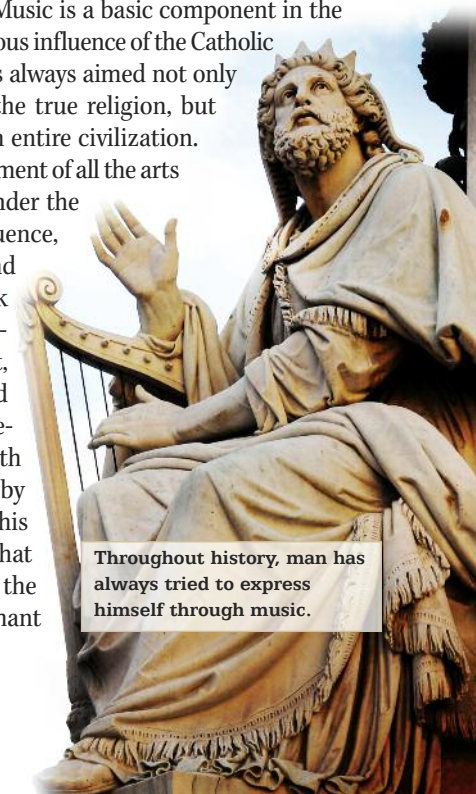 Music is a basic component in the
ous influence of the Catholic
s always aimed not only
the true religion, but
n entire civilization.
ment of all the arts
nder the
uence,
nd
k
-
t,
d
e-
th
by
his
hat
the
nant
Throughout history, man has
always tried to express
himself through music.